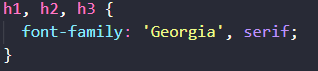 h1, h2, h3 {
  font-family: 'Georgia', serif;
}